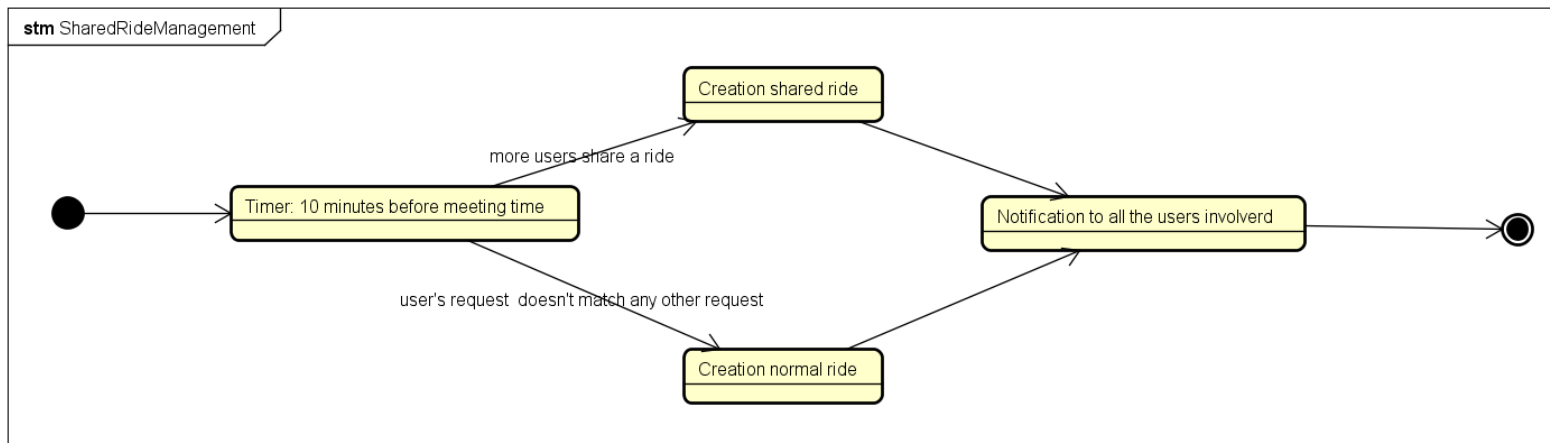 stm SharedRideManagement
Creation shared ride
more users share a ride
Timer: 10 minutes before meeting time
Notification to all the users involverd
user's request  doesn't match any other request
Creation normal ride